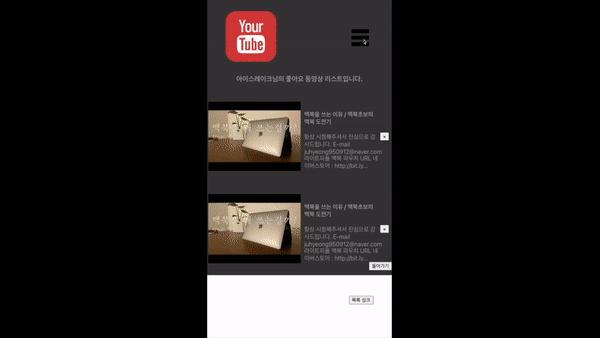 Your
Tube
아이스레이크님의 좋아요 동영상 리스트입니다.
맥북을 쓰는 이유 / 맥북초보의
맥북 도전기
항상 시청해주셔서 진심으로 감
사드립니다. E-mail
juhyeong950912@naver.com
라이트피플 맥북 파우치 URL 네
이버스토어 : http://bit.ly...
맥북을 쓰는 이유 / 맥북초보의
맥북 도전기
항상 시청해주셔서 진심으로 감
사드립니다. E-mail
juhyeong950912@naver.com
라이트피플 맥북 파우치 URL 네
이버스토어 : http://bit.ly...
돌아가기
목록 싱크